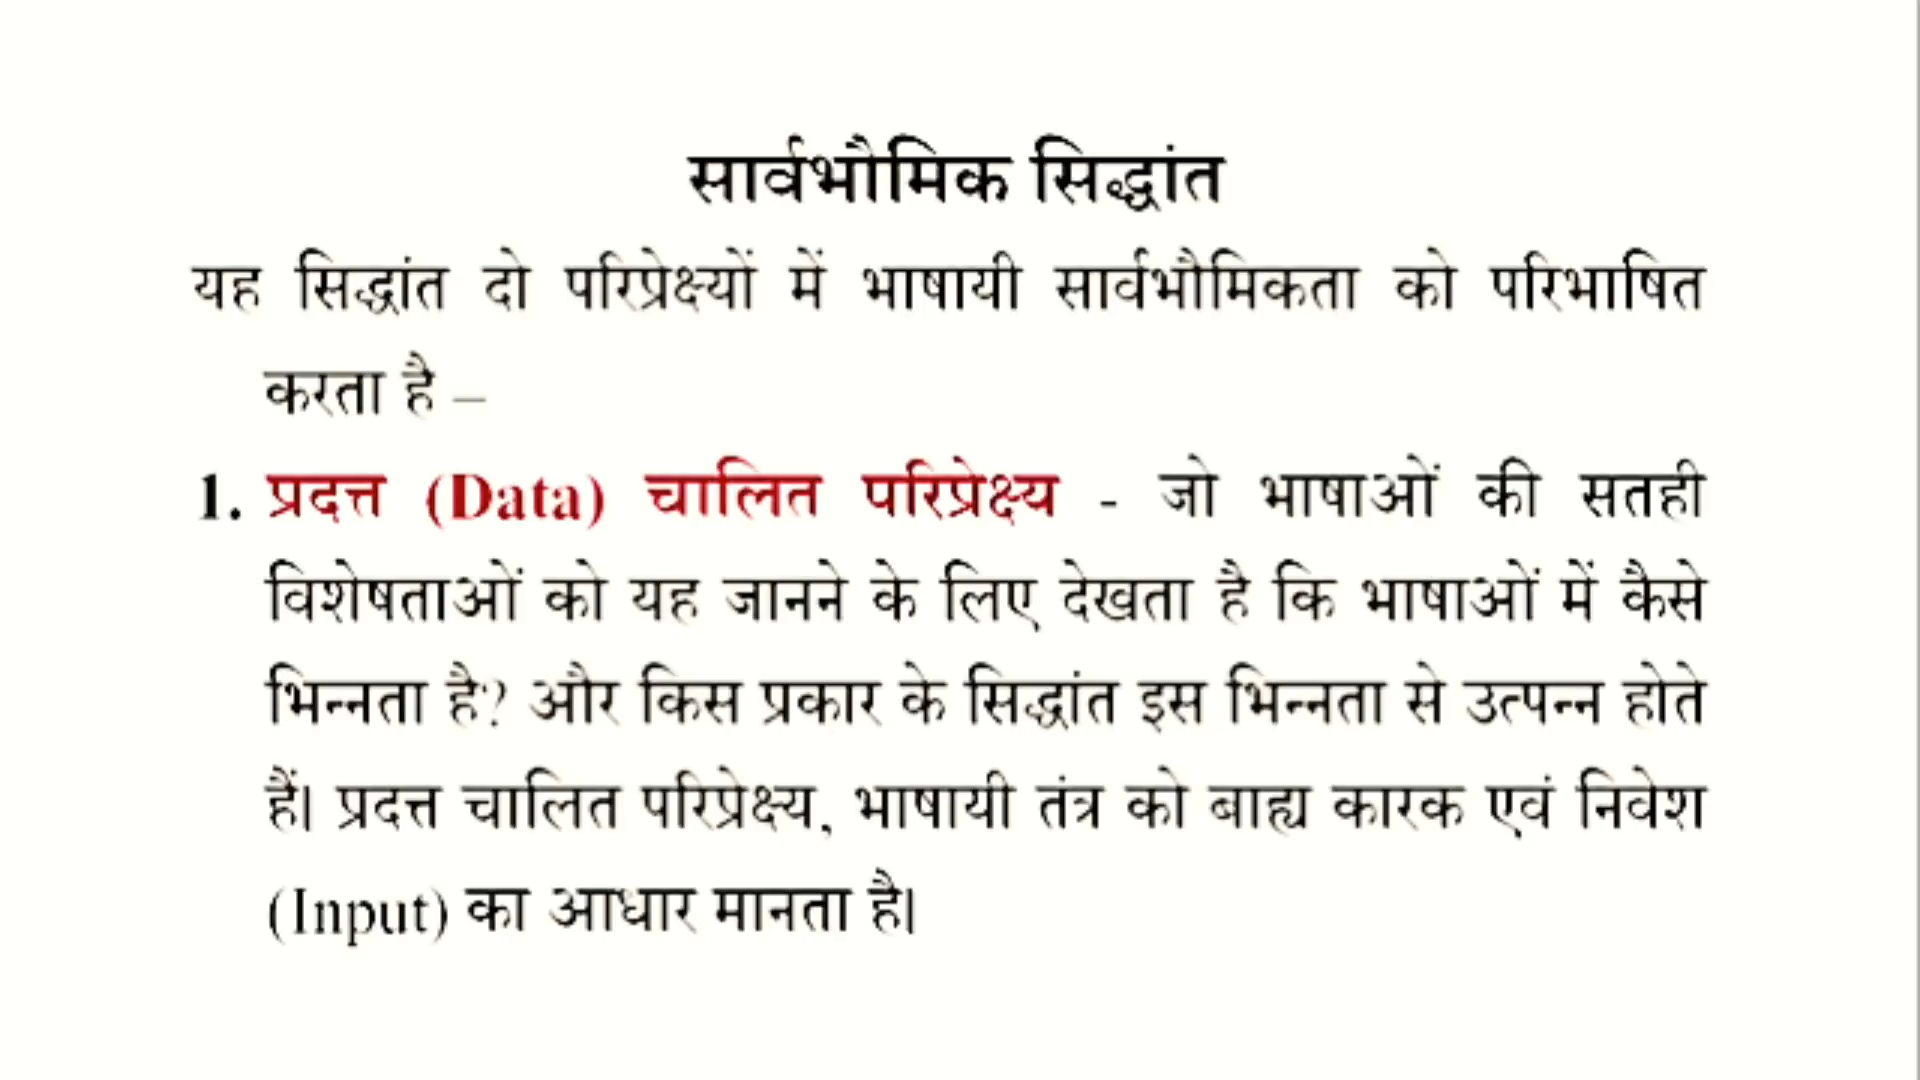 सार्वभौमिक सिद्धांत
यह सिद्धांत दो परिप्रेक्ष्यों में भाषायी सार्वभौमिकता को परिभाषित
करता है –
1. प्रदत्त (Data) चालित परिप्रेक्ष्य - जो भाषाओं की सतही
विशेषताओं को यह जानने के लिए देखता है कि भाषाओं में कैसे
भिन्नता है? और किस प्रकार के सिद्धांत इस भिन्नता से उत्पन्न होते
हैं। प्रदत्त चालित परिप्रेक्ष्य, भाषायी तंत्र को बाह्य कारक एवं निवेश
(Input) का आधार मानता है।